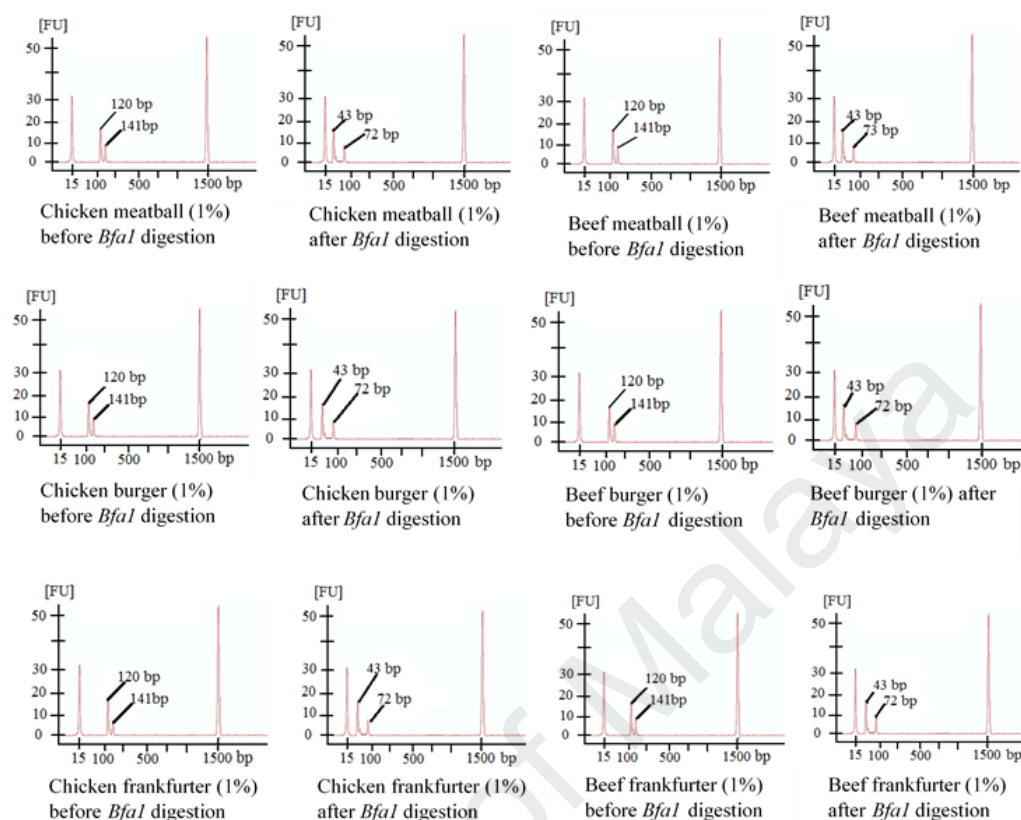 [FU] [FU] [FU] [FU]
50 50 50 50
120 bp 43 bp 120 bp 43 bp
30 30 30 30
20 141bp 20 72 bp 20 141bp 20 73 bp
10 10 10 10
0 0 0 0
15 100 500 1500 bp 15 100 500 1500 bp 15 100 500 1500 bp 15 100 500 1500 bp
Chicken meatball (1%) Chicken meatball (1%) Beef meatball (1%) Beef meatball (1%)
before Bfa1 digestion after Bfa1 digestion before Bfa1 digestion after Bfa1 digestion
[FU] [FU] [FU] [FU]
50 50 50 50
120 bp 43 bp 120 bp 43 bp
30 30 30 30
20 141bp 20 72 bp 20 141bp 20 72 bp
10 10 10 10
0 0 0 0
15 100 500 1500 bp 15 100 500 1500 bp 15 100 500 1500 bp 15 100 500 1500 bp
Chicken burger (1%) Chicken burger (1%) Beef burger (1%) Beef burger (1%) after
before Bfa1 digestion after Bfa1 digestion before Bfa1 digestion Bfa1 digestion
[FU] [FU] [FU] [FU]
50 50 50 50
120 bp 43 bp 120 bp 43 bp
30 30 30 30
20 141bp 20 72 bp 20 141bp 20 72 bp
10 10 10 10
0 0 0 0
15 100 500 1500 bp 15 100 500 1500 bp 15 100 500 1500 bp 15 100 500 1500 bp
Chicken frankfurter (1%) Chicken frankfurter (1%) Beef frankfurter (1%) Beef frankfurter (1%)
before Bfa1 digestion after Bfa1 digestion before Bfa1 digestion after Bfa1 digestion
of Malaya